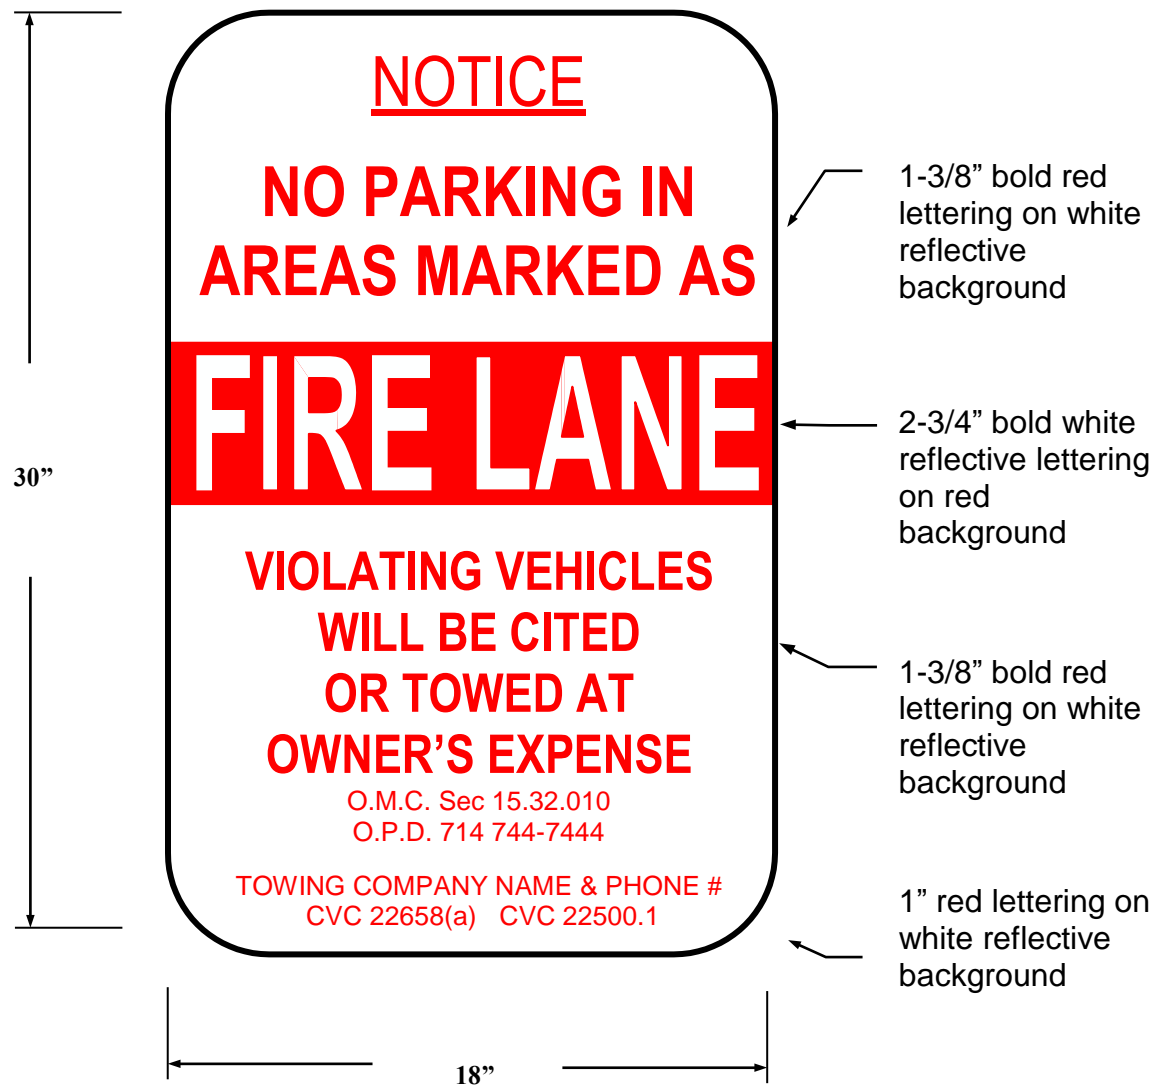 NOTICE
NO PARKING IN
AREAS MARKED AS
FIRE LANE
VIOLATING VEHICLES
WILL BE CITED
OR TOWED AT
OWNER’S EXPENSE
O.M.C. Sec 15.32.010
O.P.D. 714 744-7444
TOWING COMPANY NAME & PHONE #
CVC 22658(a) CVC 22500.1
30”
18”
1-3/8” bold red
lettering on white
reflective
background
2-3/4” bold white
reflective lettering
on red
background
1-3/8” bold red
lettering on white
reflective
background
1” red lettering on
white reflective
background